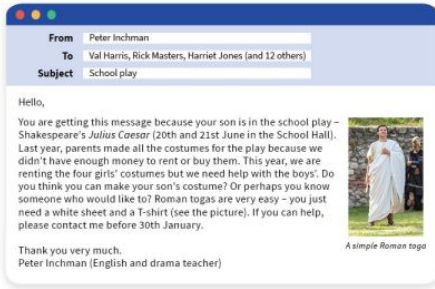 From Peter Inchman
To Val Harris, Rick Masters, Harriet Jones (and 12 others)
Subject School play
Hello,
You are getting this message because your son is in the school play –
Shakespeare's Julius Caesar (20th and 21st June in the School Hall).
Last year, parents made all the costumes for the play because we
didn't have enough money to rent or buy them. This year, we are
renting the four girls' costumes but we need help with the boys'. Do
you think you can make your son's costume? Or perhaps you know
someone who would like to? Roman togas are very easy – you just
need a white sheet and a T-shirt (see the picture). If you can help,
please contact me before 30th January.
A simple Roman toga
Thank you very much.
Peter Inchman (English and drama teacher)